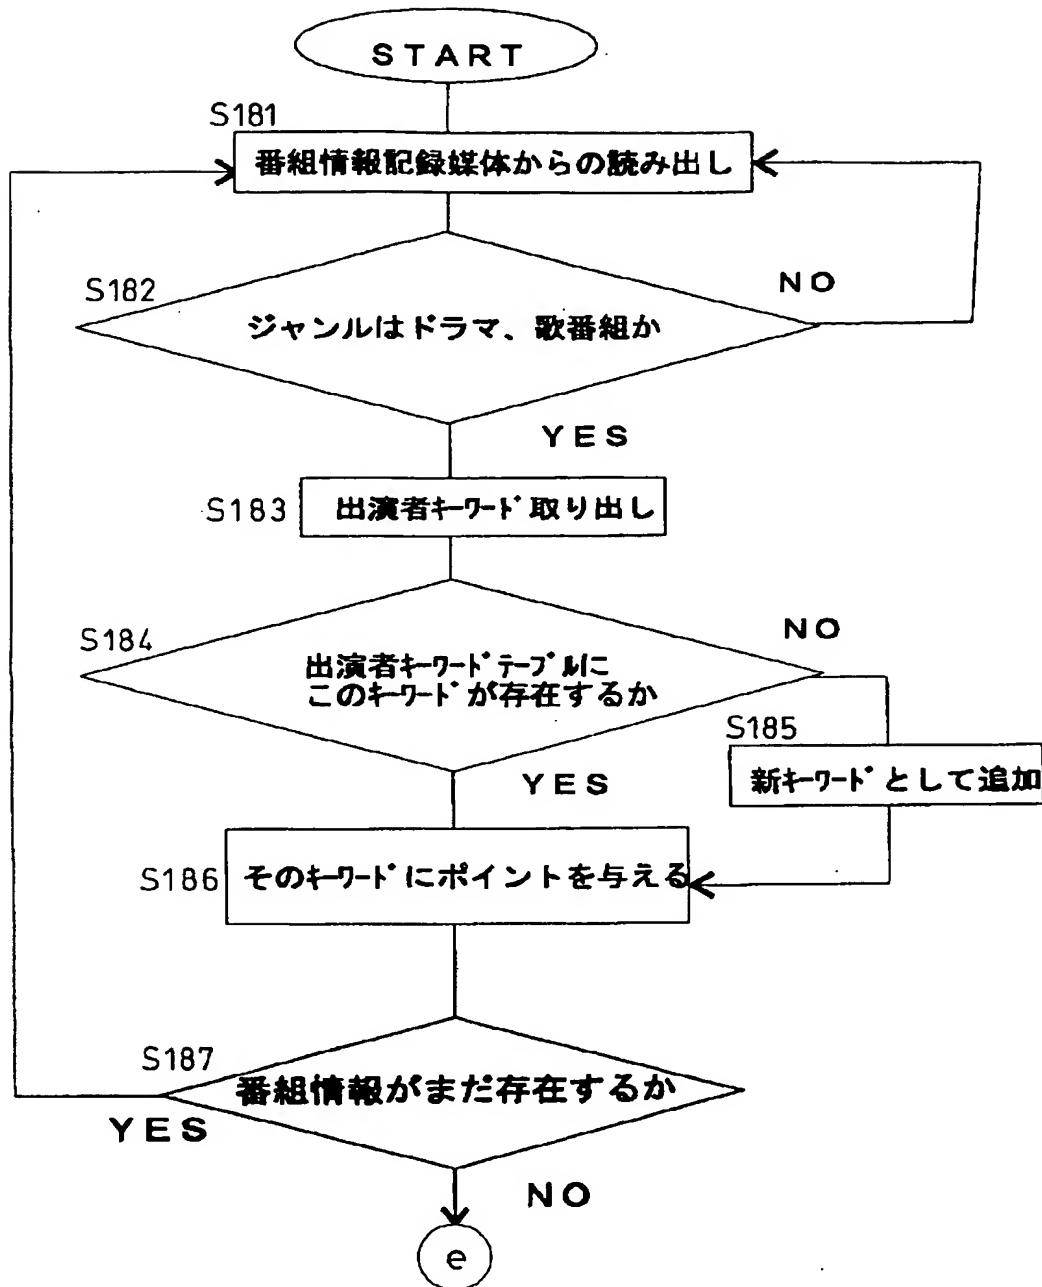 START
S181
番組情報記録媒体からの読み出し
S182
NO
ジャンルはドラマ、歌番組か
YES
S183
出演者ｷｰﾜｰﾄﾞ取り出し
S184
NO
出演者ｷｰﾜｰﾄﾞﾃｰﾌﾞﾙに
このｷｰﾜｰﾄﾞが存在するか
S185
YES
新ｷｰﾜｰﾄﾞとして追加
S186
そのｷｰﾜｰﾄﾞにポイントを与える
S187
番組情報がまだ存在するか
YES
NO
e